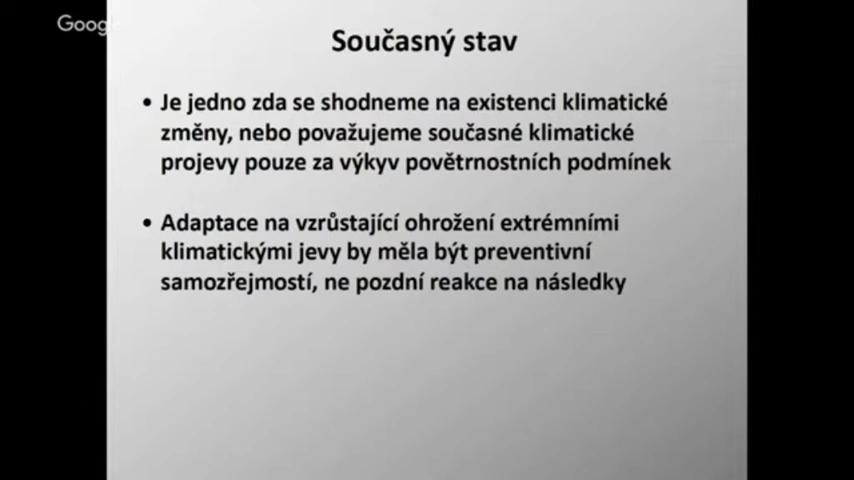 Google
Současný stav
• Je jedno zda se shodneme na existenci klimatické
změny, nebo považujeme současné klimatické
projevy pouze za výkyv povětrnostních podmínek
• Adaptace na vzrůstající ohrožení extrémními
klimatickými jevy by měla být preventivní
samozřejmostí, ne pozdní reakce na následky